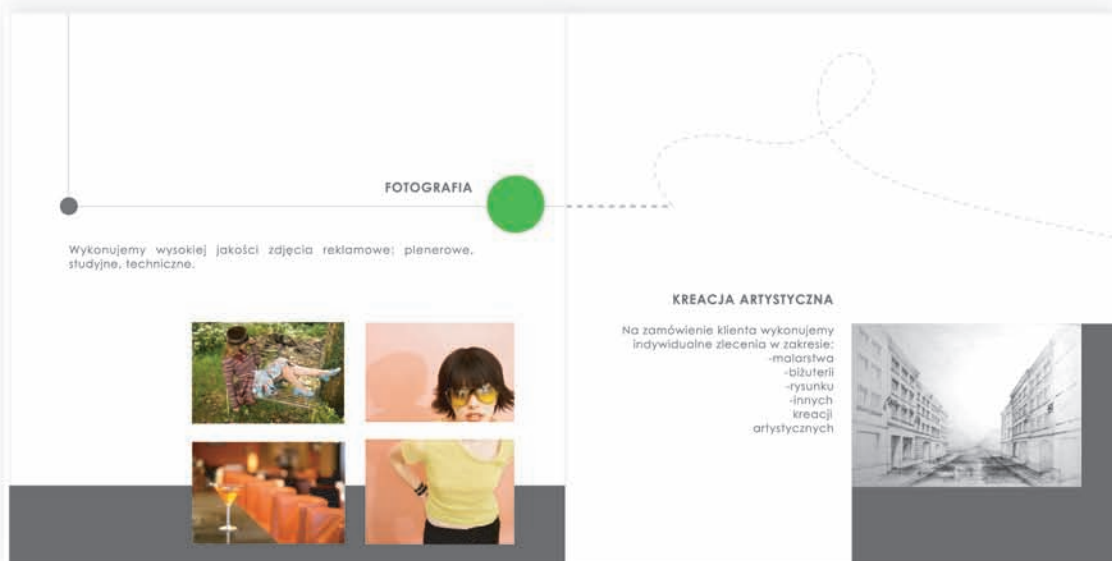 FOTOGRAFIA
Wykonujemy wysokiej jakości zdjęcia reklamowe: plenerowe,
studyjne, techniczne.
KREACJA ARTYSTYCZNA
Na zamówienie klienta wykonujemy
indywidualne zlecenia w zakresie:
-malarstwa
-biżuterii
-rysunku
-innych
kreacji
artystycznych